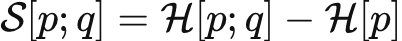 𝒮[p; q] = ℋ[p; q] − ℋ[p]